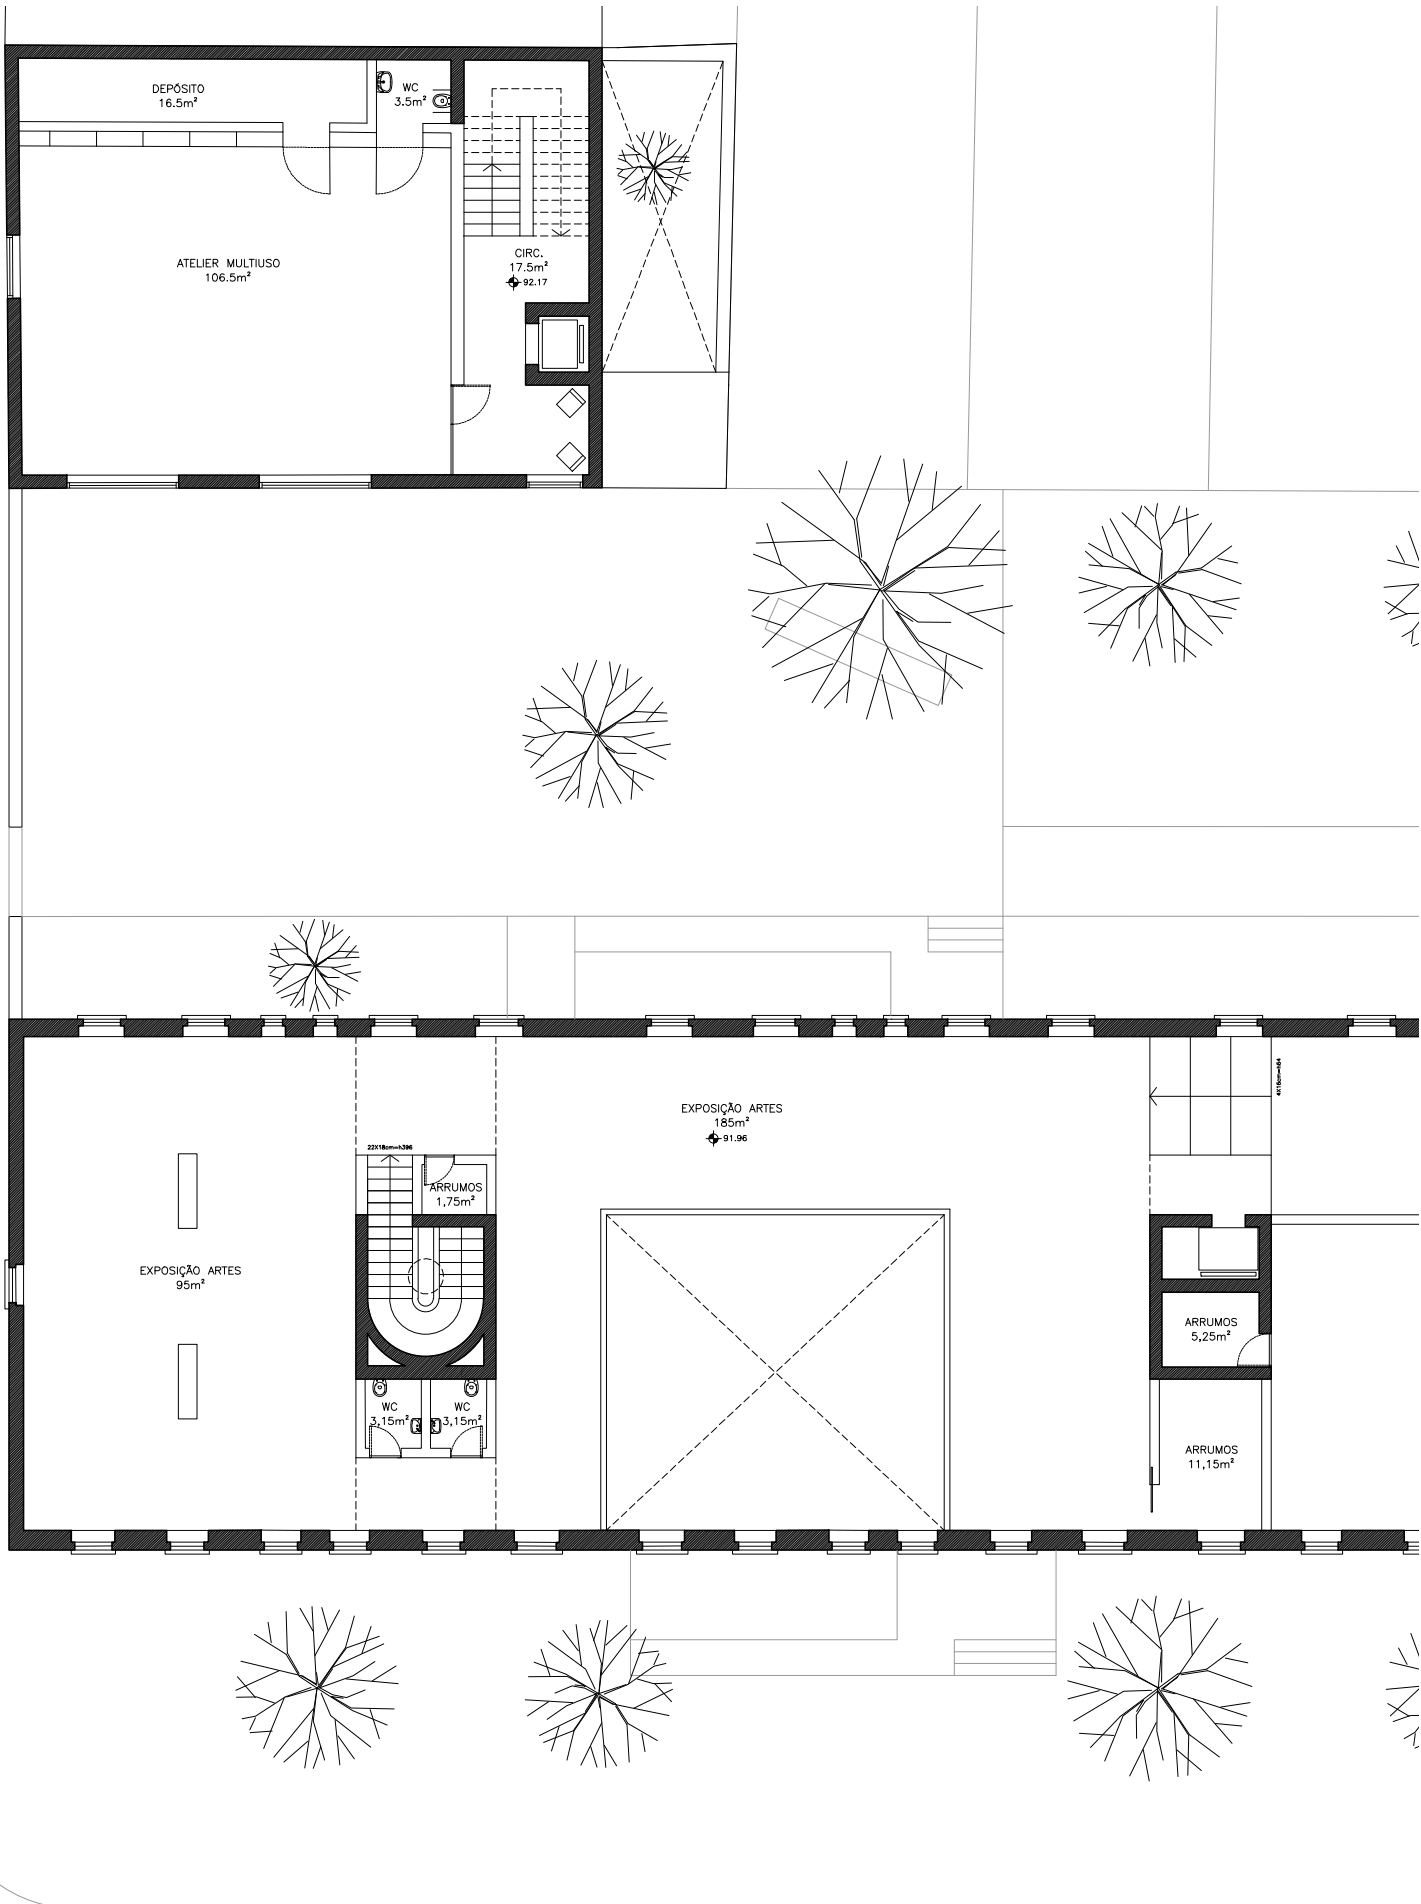 DEPÓSITO
16.5m²
WC
3.5m²
ATELIER MULTIUSO
106.5m²
CIRC.
17.5m²
92.17
EXPOSIÇÃO ARTES
185m²
91.96
4X16cm=h64
22X18cm=h396
ARRUMOS
1,75m²
EXPOSIÇÃO ARTES
95m²
ARRUMOS
5,25m²
WC
3,15m²
WC
3,15m²
ARRUMOS
11,15m²